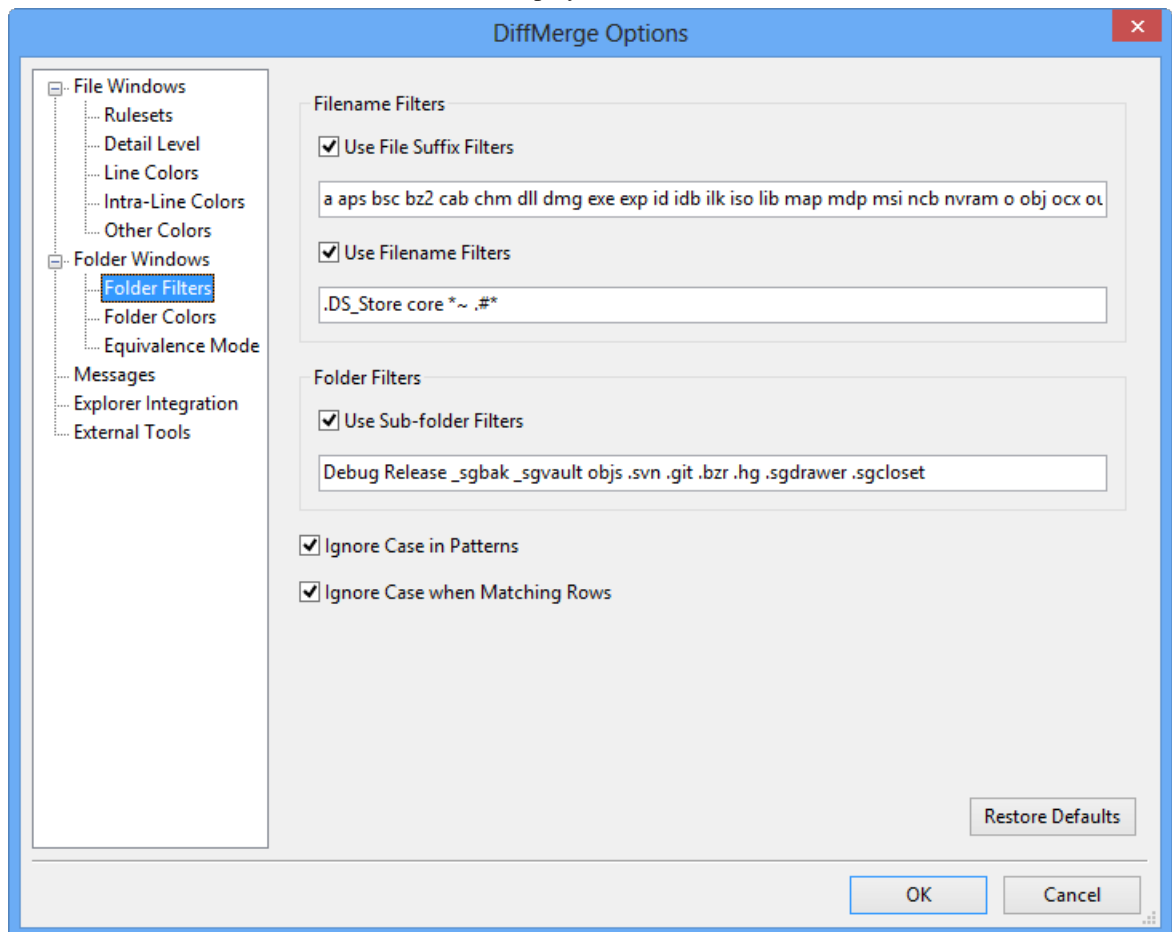 DiffMerge Options
File Windows
Rulesets
Detail Level
Line Colors
Intra-Line Colors
Other Colors
Folder Windows
Folder Filters
Folder Colors
Equivalence Mode
Messages
Explorer Integration
External Tools
Filename Filters
Use File Suffix Filters
a aps bsc bz2 cab chm dll dmg exe exp id idb ilk iso lib map mdp msi ncb nvram o obj ocx
Use Filename Filters
.DS_Store core *~ .#*
Folder Filters
Use Sub-folder Filters
Debug Release _sgbak _sgvault objs .svn .git .bzr .hg .sgdrawer .sgcloset
Ignore Case in Patterns
Ignore Case when Matching Rows
Restore Defaults
OK
Cancel